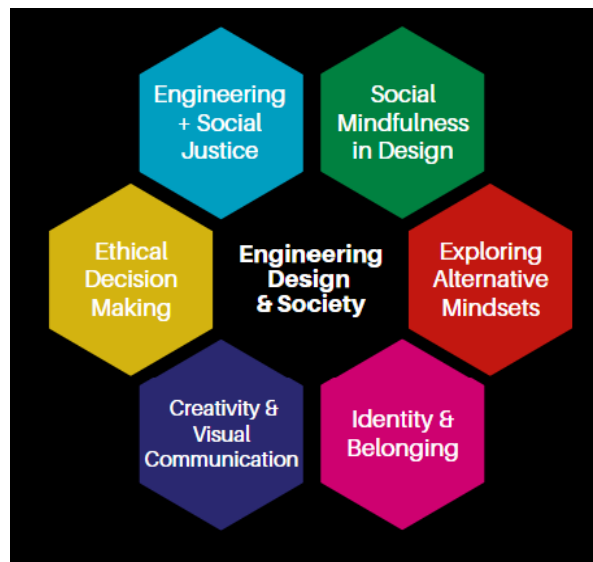 Engineering
+ Social
Justice
Social
Mindfulness
in Design
Ethical
Decision
Making
Engineering
Design
& Society
Exploring
Alternative
Mindsets
Creativity &
Visual
Communication
Identity &
Belonging